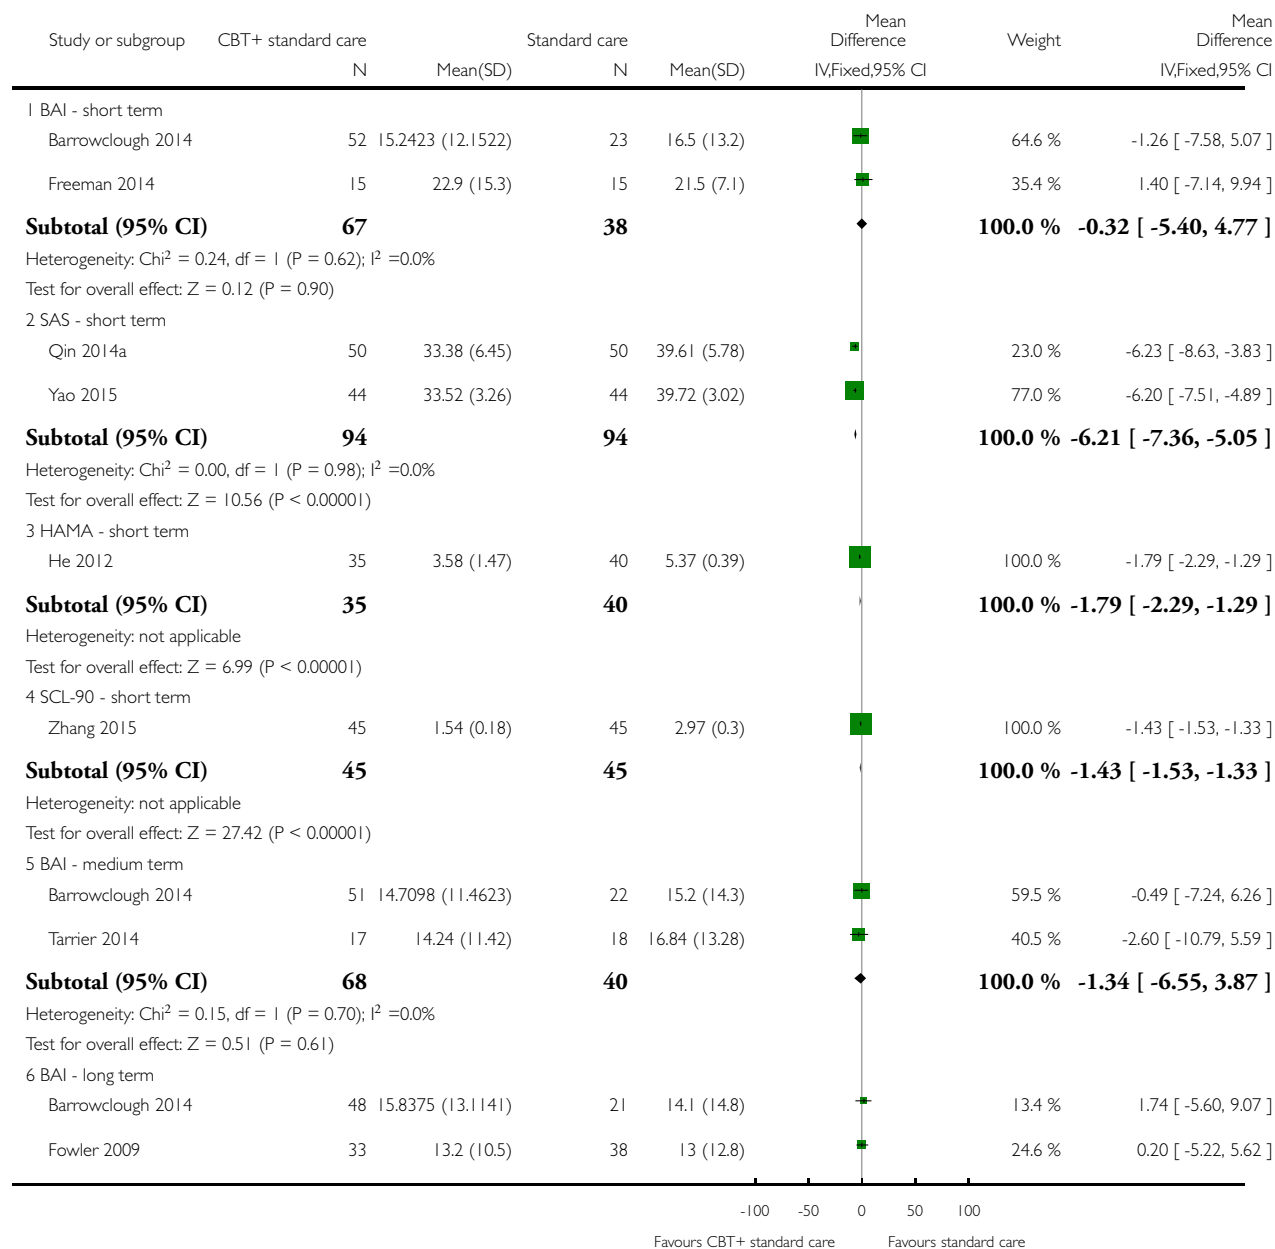 Study or subgroup CBT+ standard care Standard care Mean Difference Weight Mean Difference
N Mean(SD) N Mean(SD) IV,Fixed,95% CI IV,Fixed,95% CI
1 BAI - short term
Barrowclough 2014 52 15.2423 (12.1522) 23 16.5 (13.2) 64.6 % -1.26 [ -7.58, 5.07 ]
Freeman 2014 15 22.9 (15.3) 15 21.5 (7.1) 35.4 % 1.40 [ -7.14, 9.94 ]
Subtotal (95% CI) 67 38 100.0 % -0.32 [ -5.40, 4.77 ]
Heterogeneity: Chi² = 0.24, df = 1 (P = 0.62); I² =0.0%
Test for overall effect: Z = 0.12 (P = 0.90)
2 SAS - short term
Qin 2014a 50 33.38 (6.45) 50 39.61 (5.78) 23.0 % -6.23 [ -8.63, -3.83 ]
Yao 2015 44 33.52 (3.26) 44 39.72 (3.02) 77.0 % -6.20 [ -7.51, -4.89 ]
Subtotal (95% CI) 94 94 100.0 % -6.21 [ -7.36, -5.05 ]
Heterogeneity: Chi² = 0.00, df = 1 (P = 0.98); I² =0.0%
Test for overall effect: Z = 10.56 (P < 0.00001)
3 HAMA - short term
He 2012 35 3.58 (1.47) 40 5.37 (0.39) 100.0 % -1.79 [ -2.29, -1.29 ]
Subtotal (95% CI) 35 40 100.0 % -1.79 [ -2.29, -1.29 ]
Heterogeneity: not applicable
Test for overall effect: Z = 6.99 (P < 0.00001)
4 SCL-90 - short term
Zhang 2015 45 1.54 (0.18) 45 2.97 (0.3) 100.0 % -1.43 [ -1.53, -1.33 ]
Subtotal (95% CI) 45 45 100.0 % -1.43 [ -1.53, -1.33 ]
Heterogeneity: not applicable
Test for overall effect: Z = 27.42 (P < 0.00001)
5 BAI - medium term
Barrowclough 2014 51 14.7098 (11.4623) 22 15.2 (14.3) 59.5 % -0.49 [ -7.24, 6.26 ]
Tarrier 2014 17 14.24 (11.42) 18 16.84 (13.28) 40.5 % -2.60 [ -10.79, 5.59 ]
Subtotal (95% CI) 68 40 100.0 % -1.34 [ -6.55, 3.87 ]
Heterogeneity: Chi² = 0.15, df = 1 (P = 0.70); I² =0.0%
Test for overall effect: Z = 0.51 (P = 0.61)
6 BAI - long term
Barrowclough 2014 48 15.8375 (13.1141) 21 14.1 (14.8) 13.4 % 1.74 [ -5.60, 9.07 ]
Fowler 2009 33 13.2 (10.5) 38 13 (12.8) 24.6 % 0.20 [ -5.22, 5.62 ]
-100 -50 0 50 100
Favours CBT+ standard care Favours standard care